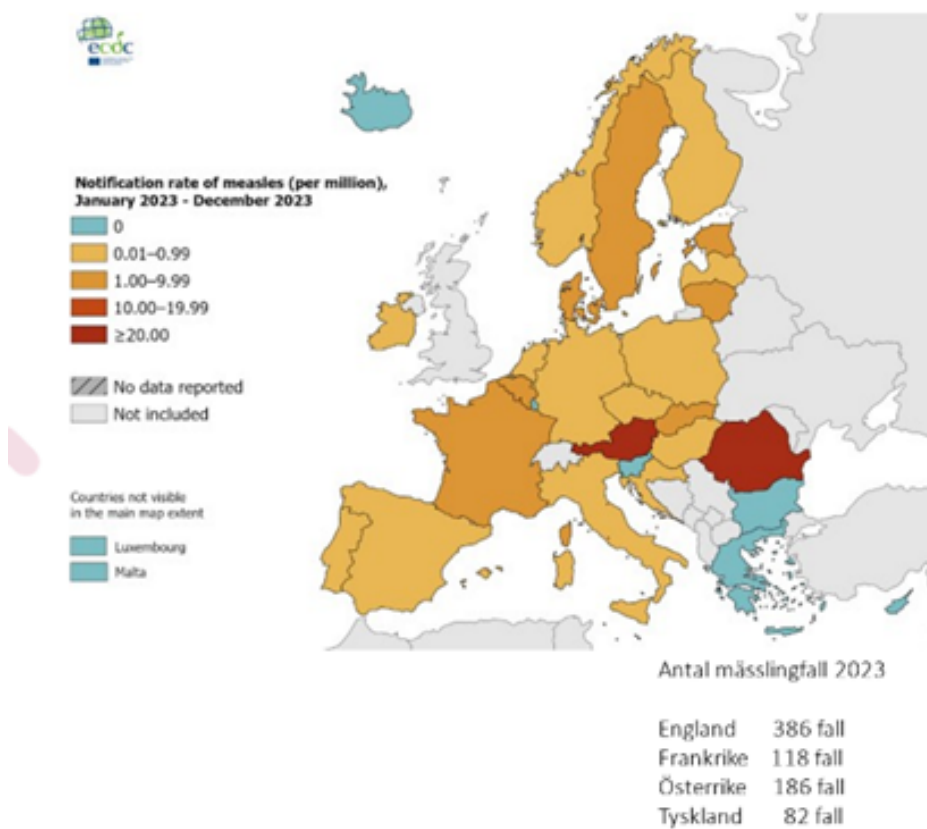 ecdc
Notification rate of measles (per million),
January 2023 - December 2023
0
0.01–0.99
1.00–9.99
10.00–19.99
≥20.00
No data reported
Not included
Countries not visible
in the main map extent
Luxembourg
Malta
Antal mässlingfall 2023
England 386 fall
Frankrike 118 fall
Österrike 186 fall
Tyskland 82 fall